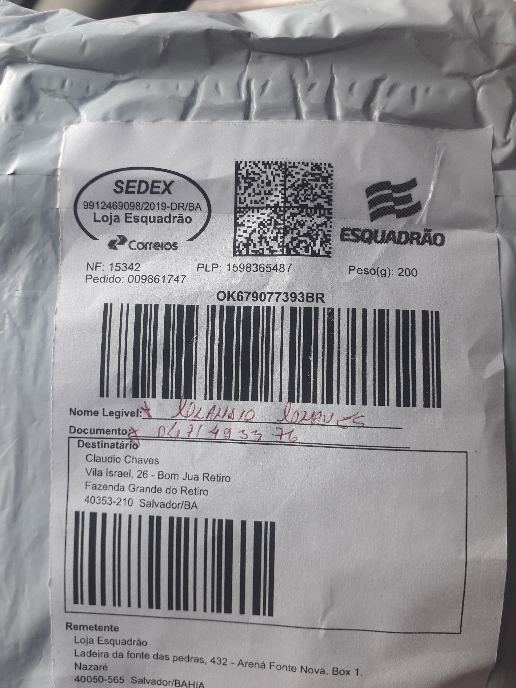 SEDEX
9912469098/2019-DR/BA
Loja Esquadrão
Correios
ESQUADRÃO
NF: 15342 PLP: 1598365487 Peso(g): 200
Pedido: 009861747
OK679077393BR
Nome Legível:
Documento:
Destinatário
Claudio Chaves
Vila Israel, 26 - Bom Jua Retiro
Fazenda Grande do Retiro
40353-210 Salvador/BA
Remetente
Loja Esquadrão
Ladeira da fonte das pedras, 432 - Arená Fonte Nova. Box 1.
Nazaré
40050-565 Salvador/BAHIA